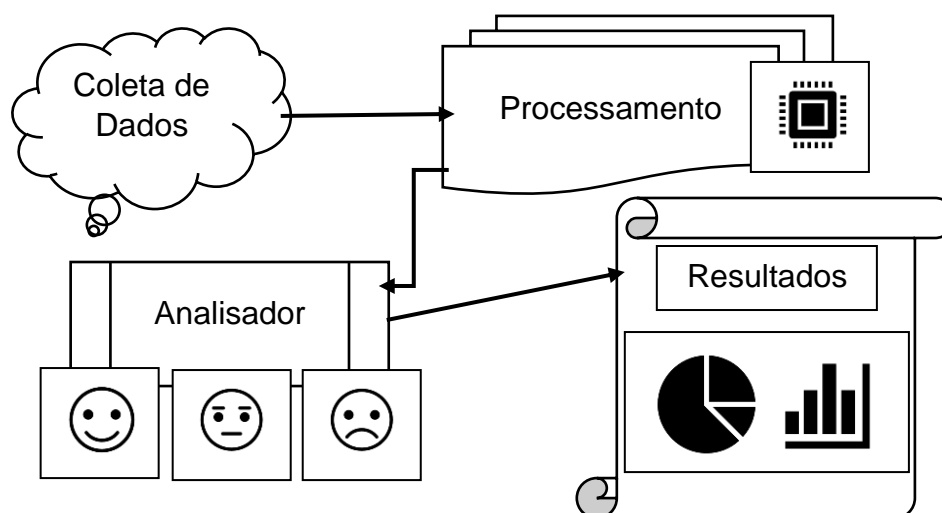 Coleta de
Dados
Processamento
Analisador
Resultados